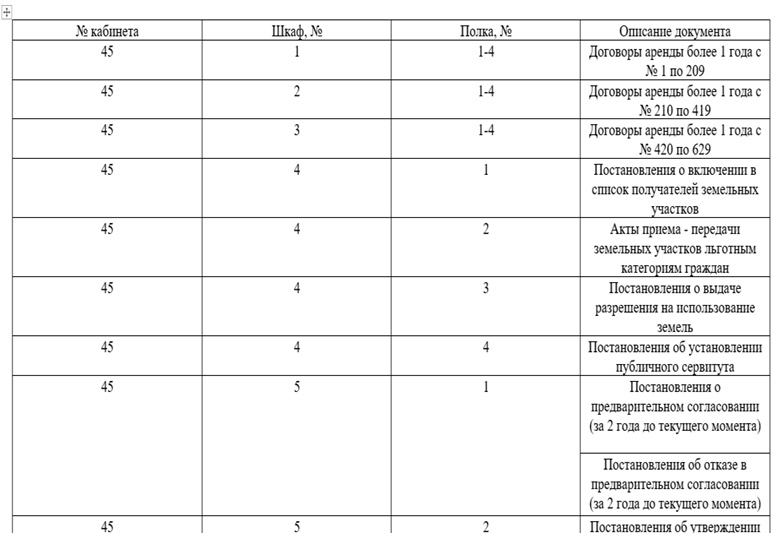 № кабинета Шкаф, № Полка, № Описание документа
45 1 1-4 Договоры аренды более 1 года с
№ 1 по 209
45 2 1-4 Договоры аренды более 1 года с
№ 210 по 419
45 3 1-4 Договоры аренды более 1 года с
№ 420 по 629
45 4 1 Постановления о включении в
список получателей земельных
участков
45 4 2 Акты приема - передачи
земельных участков льготным
категориям граждан
45 4 3 Постановления о выдаче
разрешения на использование
земель
45 4 4 Постановления об установлении
публичного сервитута
45 5 1 Постановления о
предварительном согласовании
(за 2 года до текущего момента)
Постановления об отказе в
предварительном согласовании
(за 2 года до текущего момента)
45 5 2 Постановления об утверждении